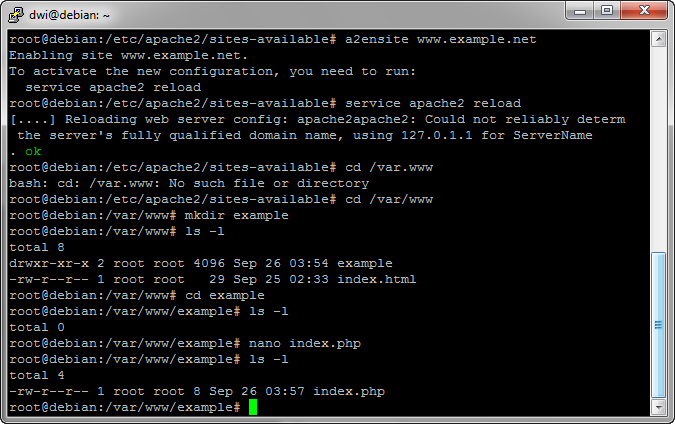 dwi@debian: ~
root@debian:/etc/apache2/sites-available# a2ensite www.example.net
Enabling site www.example.net.
To activate the new configuration, you need to run:
  service apache2 reload
root@debian:/etc/apache2/sites-available# service apache2 reload
[....] Reloading web server config: apache2apache2: Could not reliably determ
 the server's fully qualified domain name, using 127.0.1.1 for ServerName
. ok
root@debian:/etc/apache2/sites-available# cd /var.www
bash: cd: /var.www: No such file or directory
root@debian:/etc/apache2/sites-available# cd /var/www
root@debian:/var/www# mkdir example
root@debian:/var/www# ls -l
total 8
drwxr-xr-x 2 root root 4096 Sep 26 03:54 example
-rw-r--r-- 1 root root   29 Sep 25 02:33 index.html
root@debian:/var/www# cd example
root@debian:/var/www/example# ls -l
total 0
root@debian:/var/www/example# nano index.php
root@debian:/var/www/example# ls -l
total 4
-rw-r--r-- 1 root root 8 Sep 26 03:57 index.php
root@debian:/var/www/example#